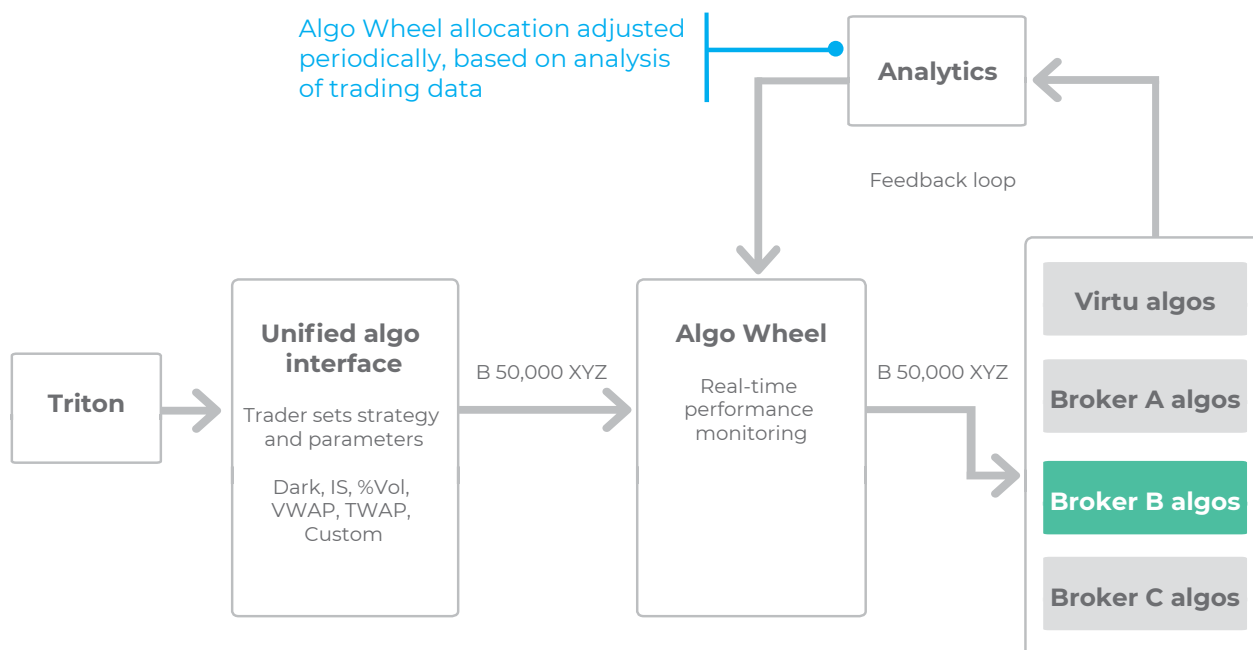 Algo Wheel allocation adjusted
periodically, based on analysis
of trading data
Analytics
Feedback loop
Triton
Unified algo
interface
Trader sets strategy
and parameters
Dark, IS, %Vol,
VWAP, TWAP,
Custom
B 50,000 XYZ
Algo Wheel
Real-time
performance
monitoring
B 50,000 XYZ
Virtu algos
Broker A algos
Broker B algos
Broker C algos